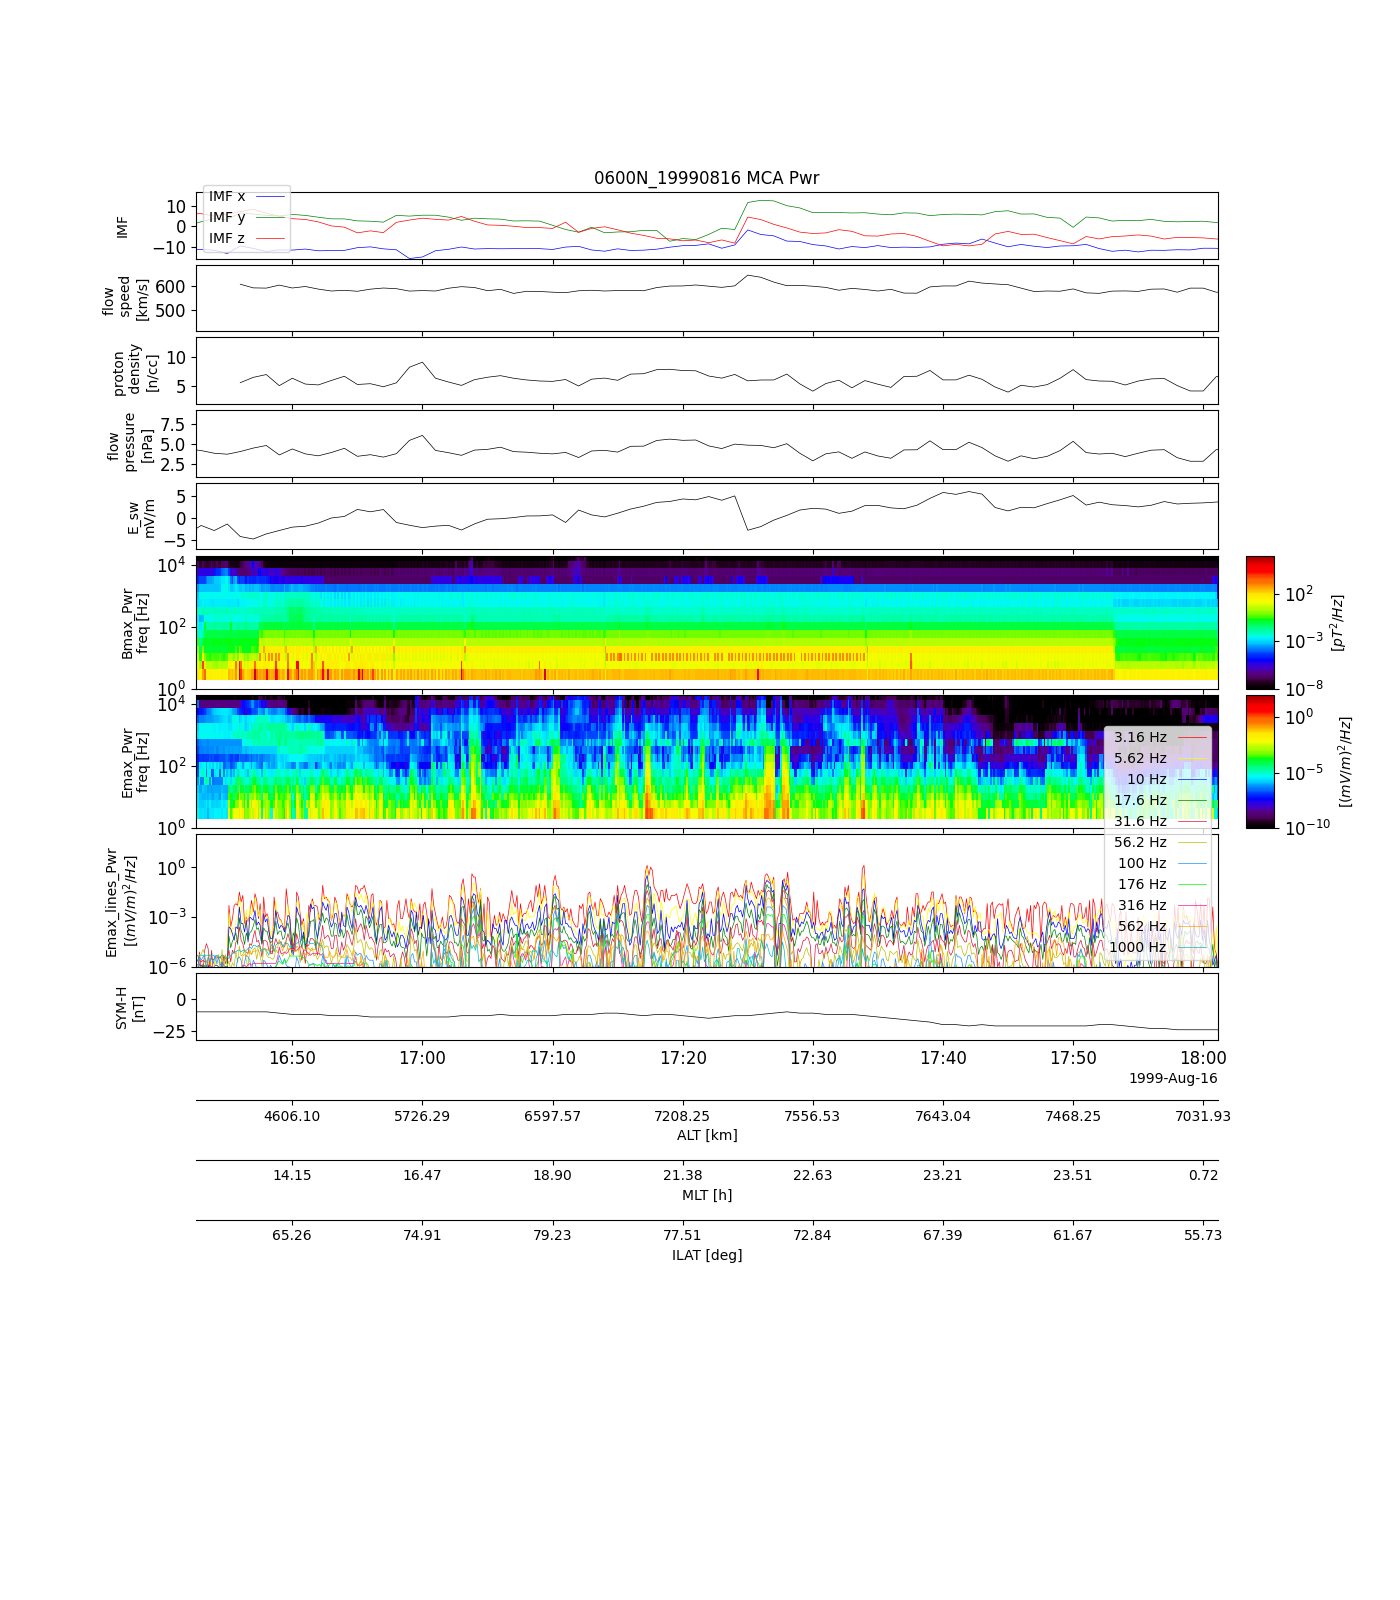 0600N_19990816 MCA Pwr
IMF
10
0
−10
IMF x
IMF y
IMF z
flow
speed
[km/s]
600
500
proton
density
[n/cc]
10
5
flow
pressure
[nPa]
7.5
5.0
2.5
E_sw
mV/m
5
0
−5
Bmax_Pwr
freq [Hz]
10^4
10^2
10^0
10^2
10^−3
10^−8
[pT^2/Hz]
Emax_Pwr
freq [Hz]
10^4
10^2
10^0
10^0
10^−5
10^−10
[(mV/m)^2/Hz]
3.16 Hz
5.62 Hz
10 Hz
17.6 Hz
31.6 Hz
56.2 Hz
100 Hz
176 Hz
316 Hz
562 Hz
1000 Hz
Emax_lines_Pwr
[(mV/m)^2/Hz]
10^0
10^−3
10^−6
SYM-H
[nT]
0
−25
16:50 17:00 17:10 17:20 17:30 17:40 17:50 18:00
1999-Aug-16
4606.10 5726.29 6597.57 7208.25 7556.53 7643.04 7468.25 7031.93
ALT [km]
14.15 16.47 18.90 21.38 22.63 23.21 23.51 0.72
MLT [h]
65.26 74.91 79.23 77.51 72.84 67.39 61.67 55.73
ILAT [deg]